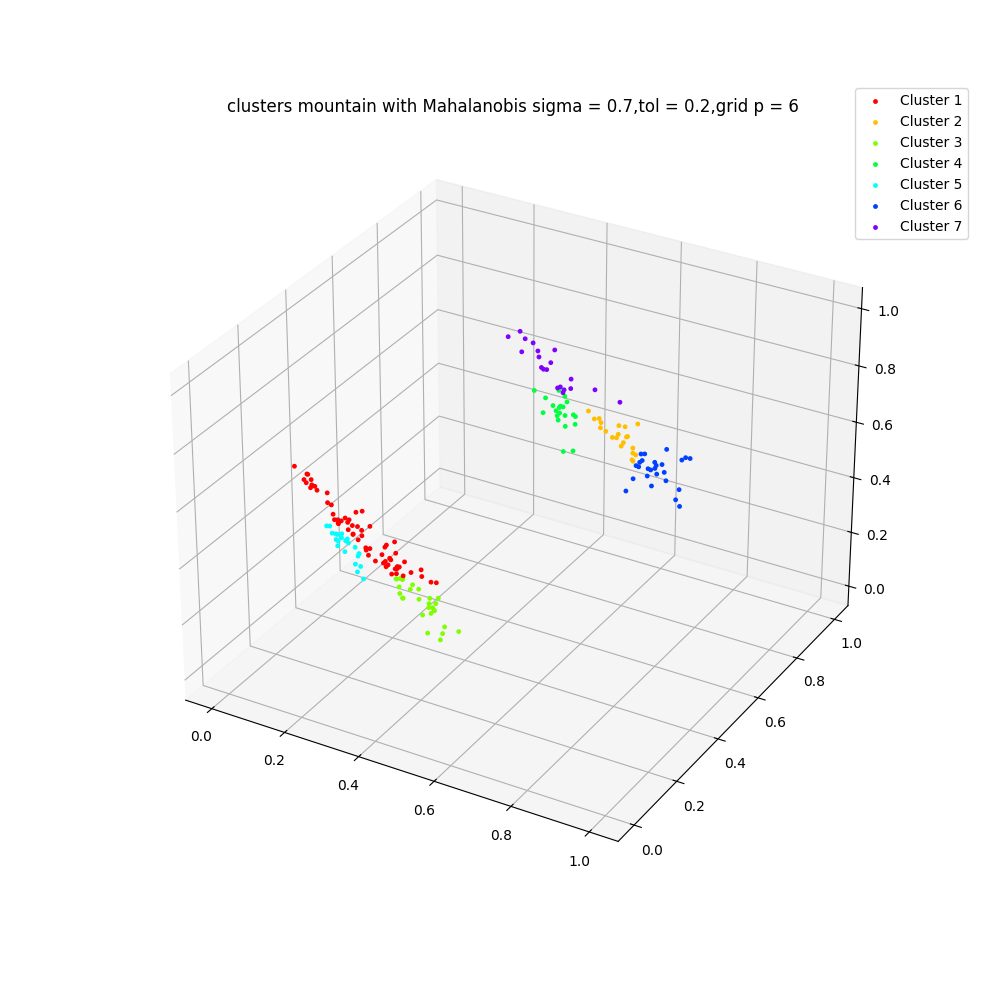 clusters mountain with Mahalanobis sigma = 0.7,tol = 0.2,grid p = 6
Cluster 1
Cluster 2
Cluster 3
Cluster 4
Cluster 5
Cluster 6
Cluster 7
1.0
0.8
0.6
0.4
0.2
0.0
1.0
0.8
0.6
0.4
0.2
0.0
0.0
0.2
0.4
0.6
0.8
1.0